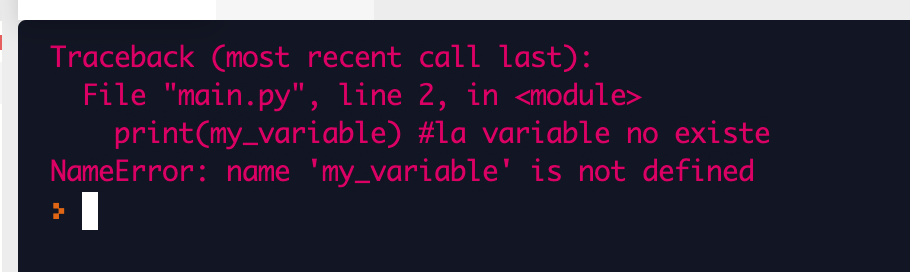 Traceback (most recent call last):
  File "main.py", line 2, in <module>
    print(my_variable) #la variable no existe
NameError: name 'my_variable' is not defined